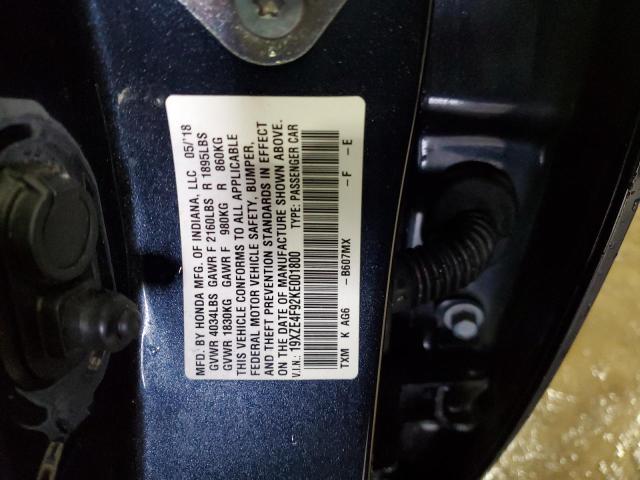 MFD. BY HONDA MFG. OF INDIANA, LLC 05/'18
GVWR 4034LBS GAWR F 2160LBS R 1895LBS
GVWR 1830KG GAWR F 980KG R 860KG
THIS VEHICLE CONFORMS TO ALL APPLICABLE
FEDERAL MOTOR VEHICLE SAFETY, BUMPER,
AND THEFT PREVENTION STANDARDS IN EFFECT
ON THE DATE OF MANUFACTURE SHOWN ABOVE.
V.I.N.: 19XZE4F92KE001800 TYPE: PASSENGER CAR
-B607MX -F -E
TXM K AG6